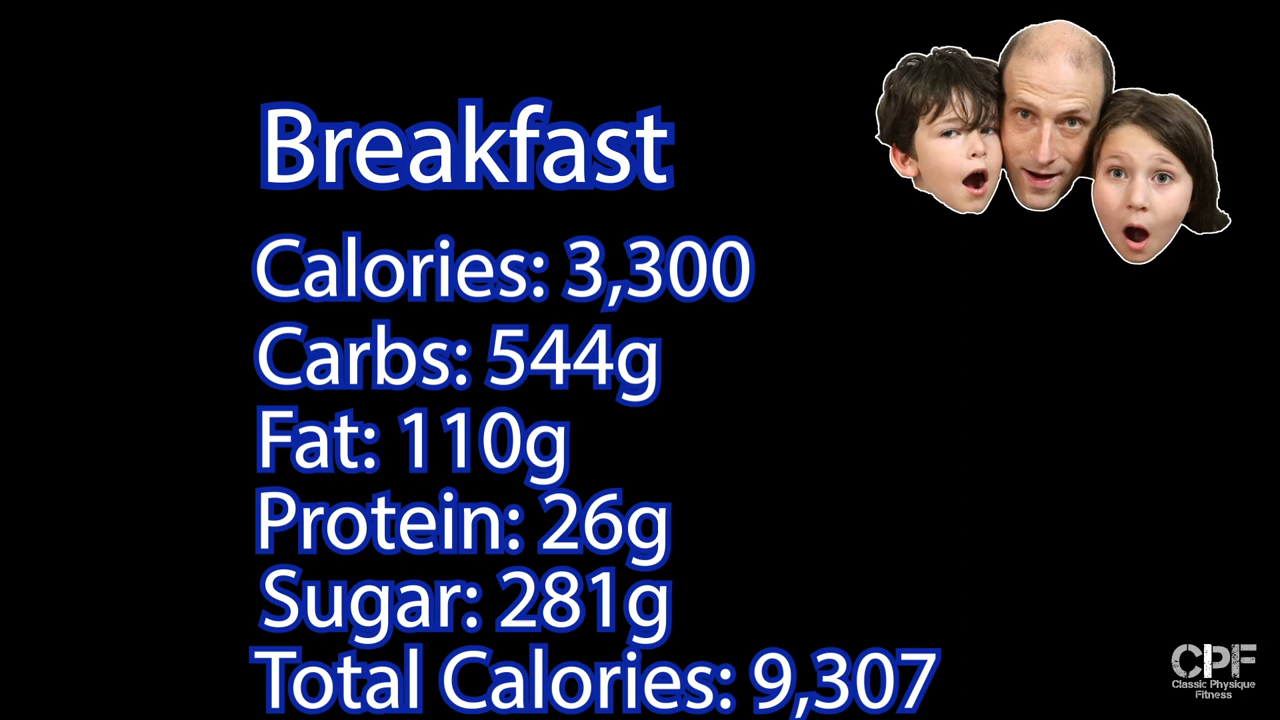 Breakfast
Calories: 3,300
Carbs: 544g
Fat: 110g
Protein: 26g
Sugar: 281g
Total Calories: 9,307
CPF
Classic Physique
Fitness